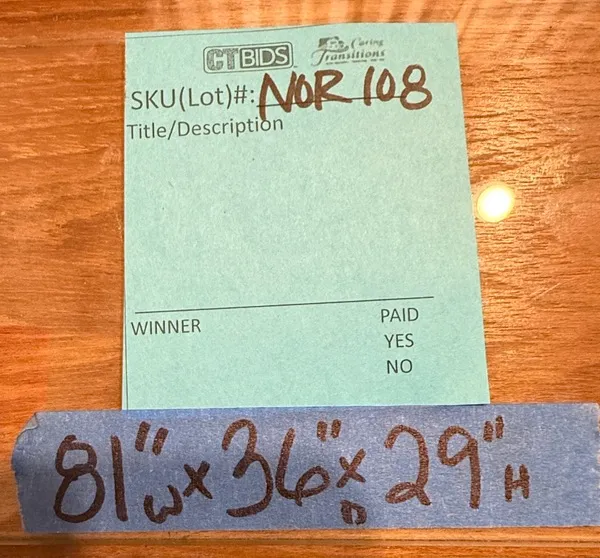 CTBIDS Caring Transitions
SKU(Lot)#: NOR 108
Title/Description
WINNER PAID
YES
NO
81"W x 36"D x 29"H